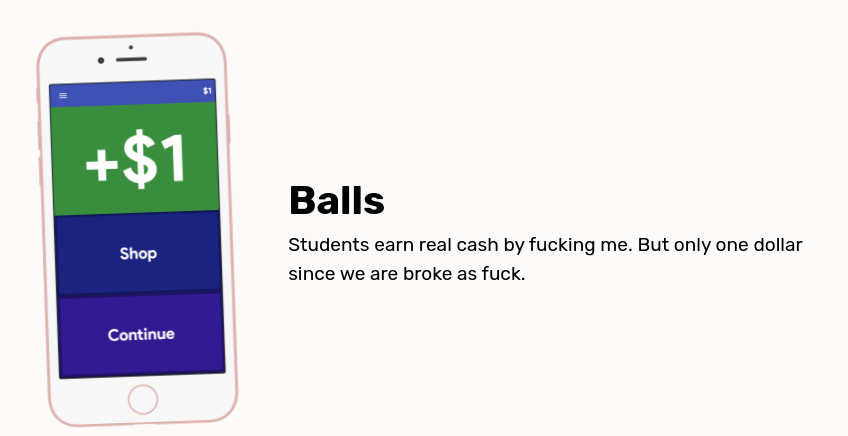 $1
+$1
Shop
Continue
Balls
Students earn real cash by fucking me. But only one dollar
since we are broke as fuck.